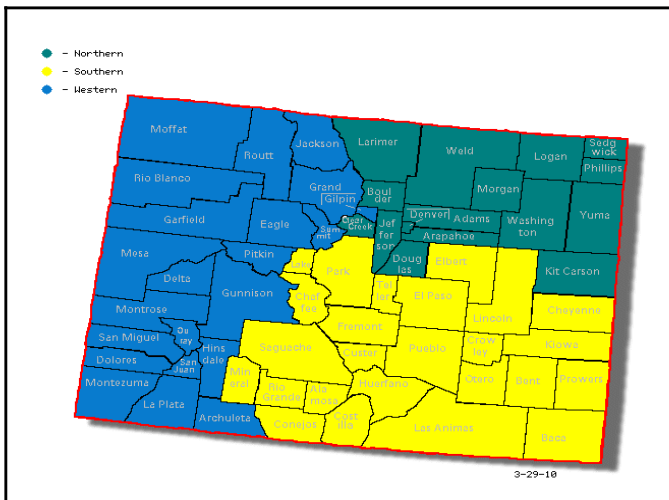 - Northern
- Southern
- Western
Moffat
Routt
Jackson
Larimer
Weld
Logan
Sedg
wick
Phillips
Rio Blanco
Grand
Gilpin
Boul
der
Morgan
Washing
ton
Yuma
Garfield
Eagle
Sum
mit
Clear
Creek
Jef
fer
son
Denver
Adams
Arapahoe
Mesa
Pitkin
Lake
Park
Doug
las
Elbert
Kit Carson
Delta
Gunnison
Chaf
fee
Tel
ler
El Paso
Lincoln
Cheyenne
Montrose
Fremont
Kiowa
San Miguel
Ou
ray
Hins
dale
Saguache
Custer
Pueblo
Crow
ley
Dolores
San
Juan
Min
eral
Rio
Grande
Ala
mosa
Huerfano
Otero
Bent
Prowers
Montezuma
La Plata
Archuleta
Conejos
Cost
illa
Las Animas
Baca
3-29-10